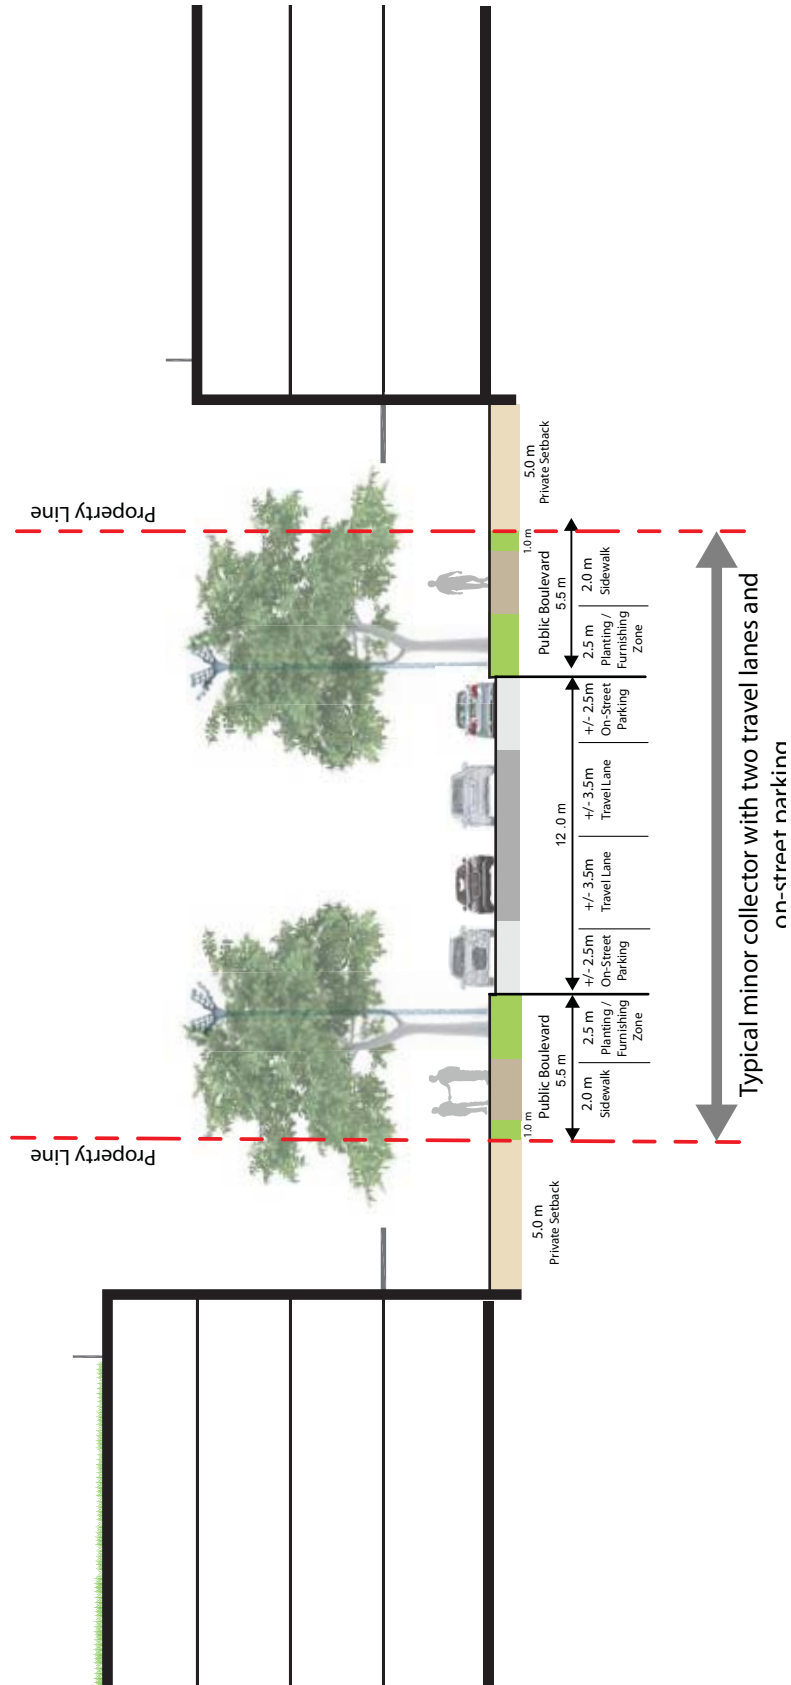 Property Line
Property Line
5.0 m
Private Setback
1.0 m
Public Boulevard
5.5 m
2.0 m
Sidewalk
2.5 m
Planting /
Furnishing
Zone
12 .0 m
+/- 2.5m
On-Street
Parking
+/- 3.5m
Travel Lane
+/- 3.5m
Travel Lane
+/- 2.5m
On-Street
Parking
Public Boulevard
5.5 m
2.5 m
Planting /
Furnishing
Zone
2.0 m
Sidewalk
1.0 m
5.0 m
Private Setback
Typical minor collector with two travel lanes and
on-street parking